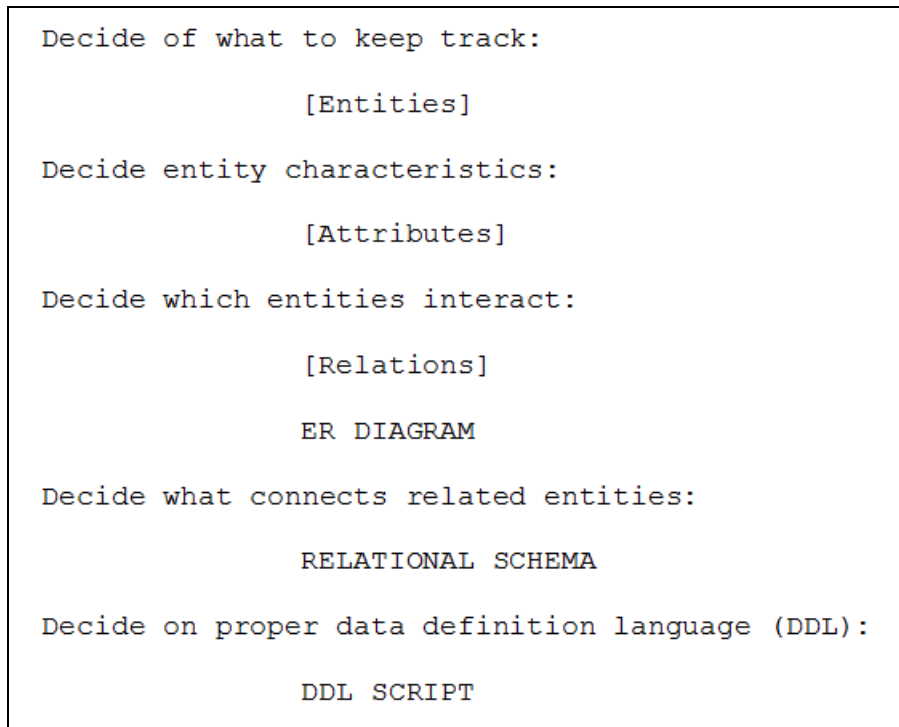 Decide of what to keep track:
[Entities]
Decide entity characteristics:
[Attributes]
Decide which entities interact:
[Relations]
ER DIAGRAM
Decide what connects related entities:
RELATIONAL SCHEMA
Decide on proper data definition language (DDL):
DDL SCRIPT